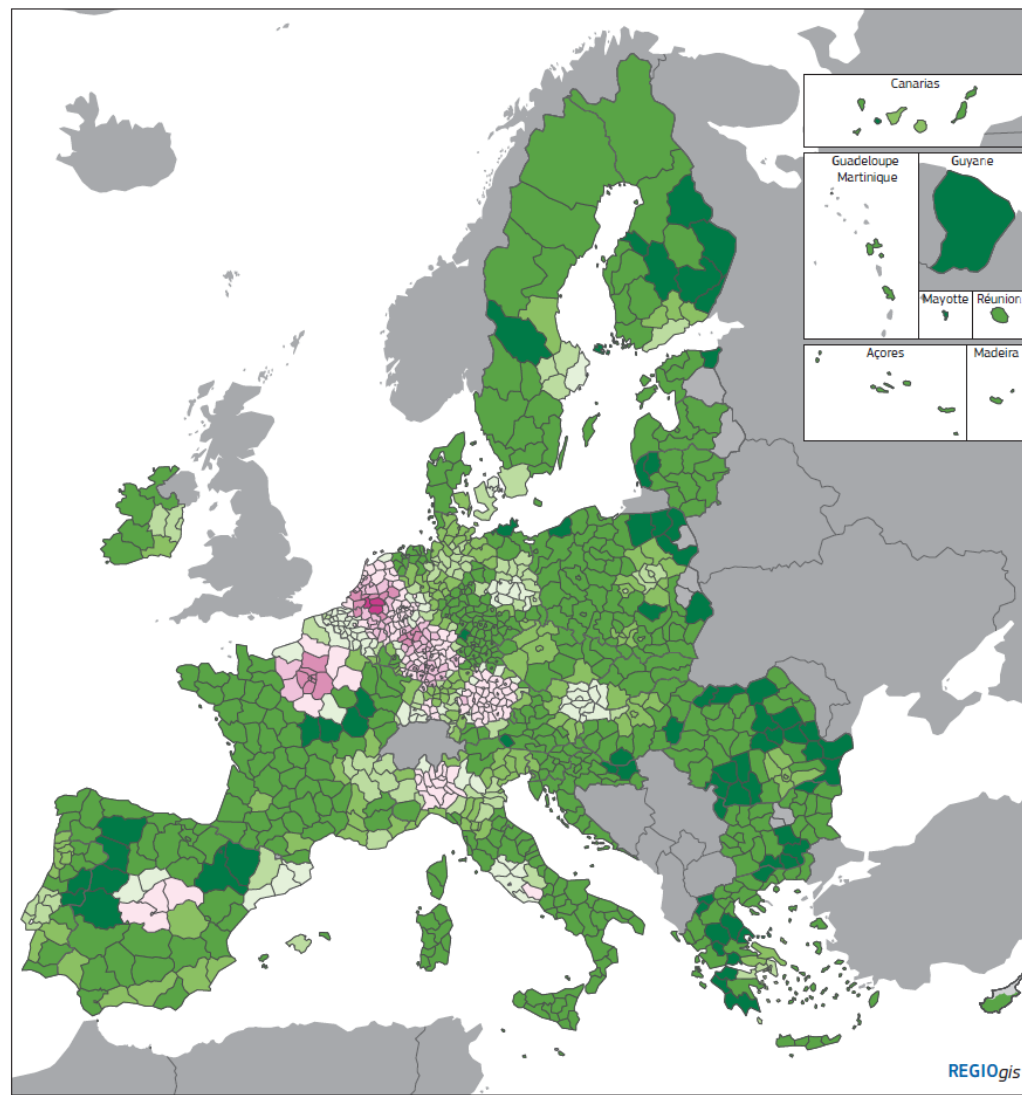 Canarias
Guadeloupe
Martinique
Guyane
Mayotte
Réunion
Açores
Madeira
REGIOgis